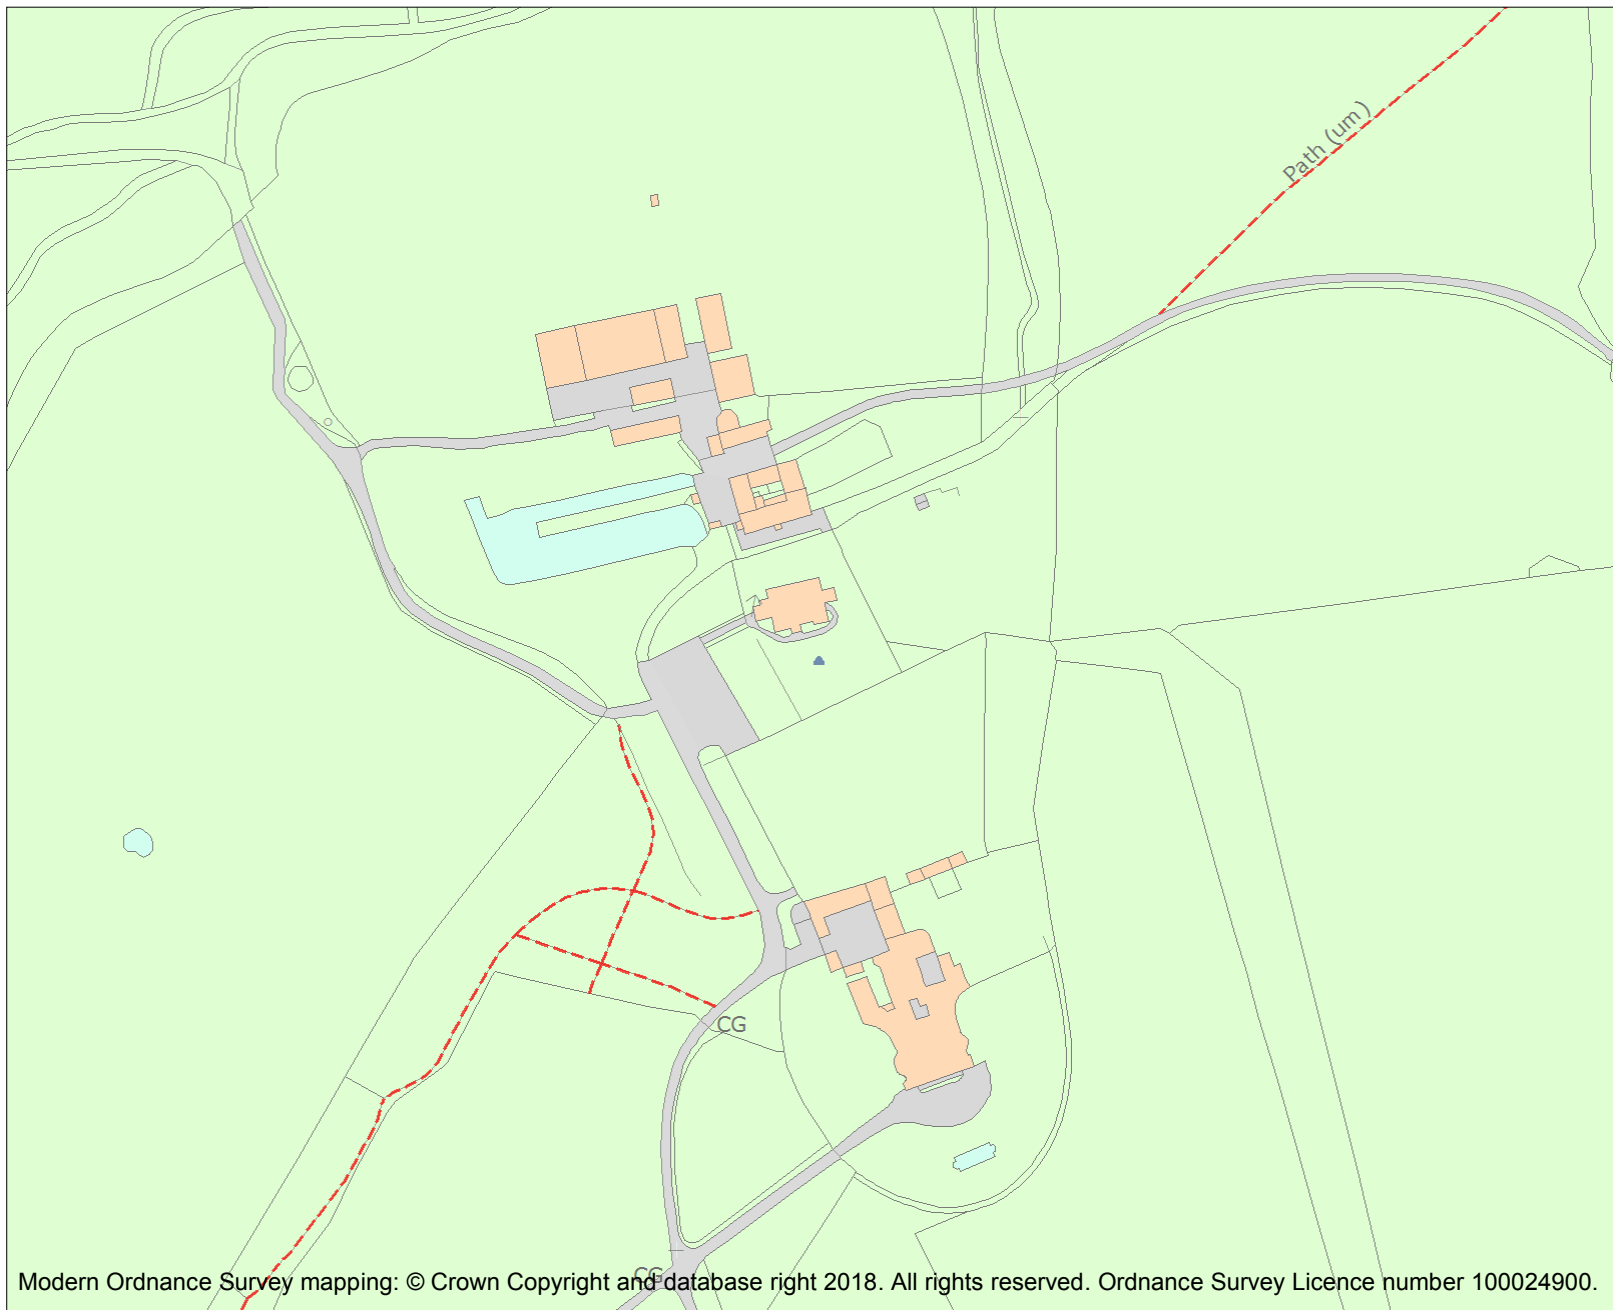 Path (um)
CG
CG
Modern Ordnance Survey mapping: © Crown Copyright and database right 2018. All rights reserved. Ordnance Survey Licence number 100024900.